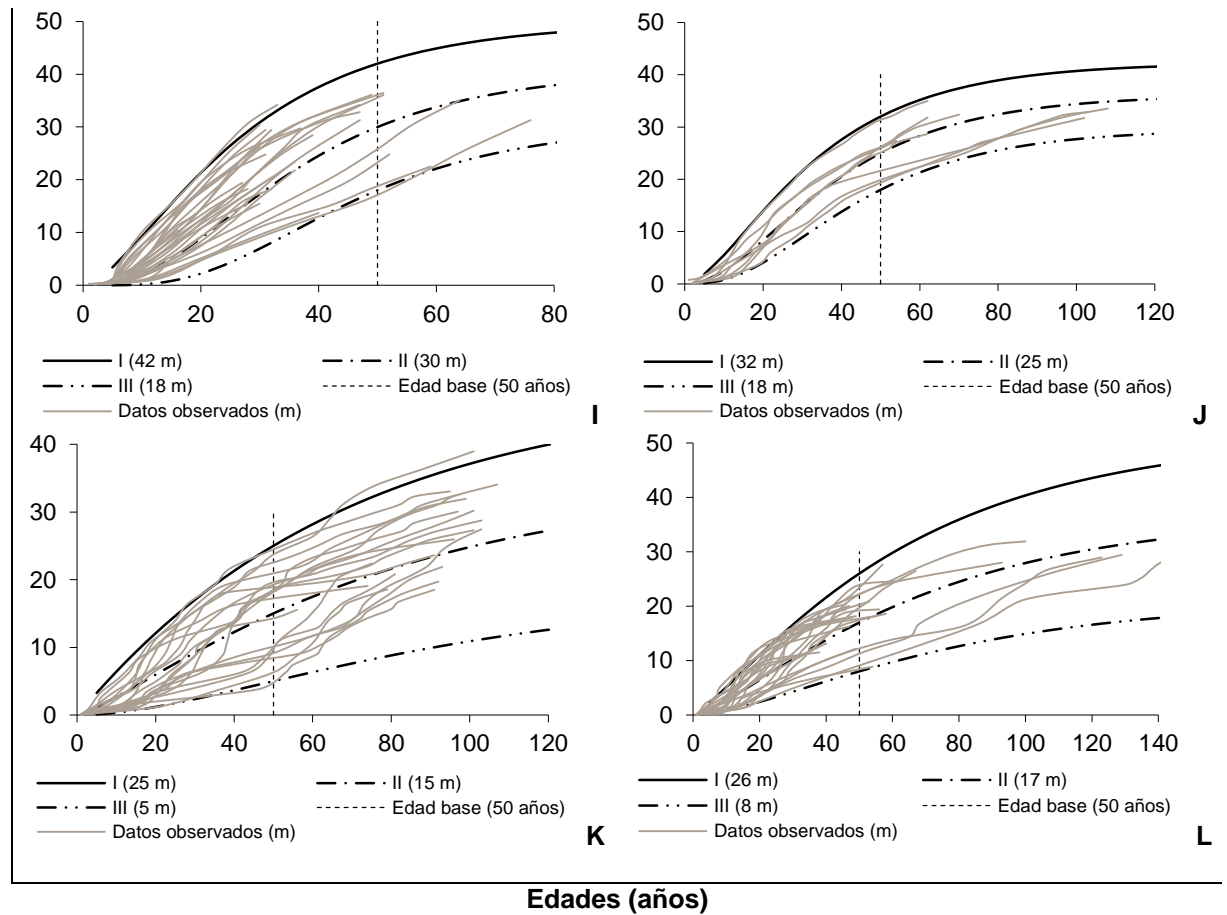 50
40
30
20
10
0
0 20 40 60 80
I (42 m) II (30 m)
III (18 m) Edad base (50 años)
Datos observados (m)
I
50
40
30
20
10
0
0 20 40 60 80 100 120
I (32 m) II (25 m)
III (18 m) Edad base (50 años)
Datos observados (m)
J
40
30
20
10
0
0 20 40 60 80 100 120
I (25 m) II (15 m)
III (5 m) Edad base (50 años)
Datos observados (m)
K
50
40
30
20
10
0
0 20 40 60 80 100 120 140
I (26 m) II (17 m)
III (8 m) Edad base (50 años)
Datos observados (m)
L
Edades (años)